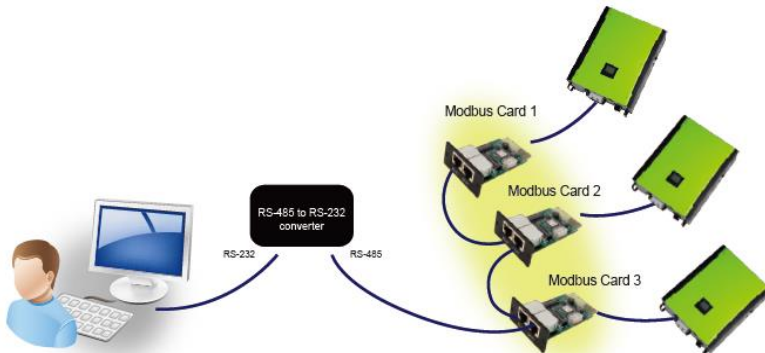 Modbus Card 1
Modbus Card 2
RS-485 to RS-232
converter
RS-232
RS-485
Modbus Card 3